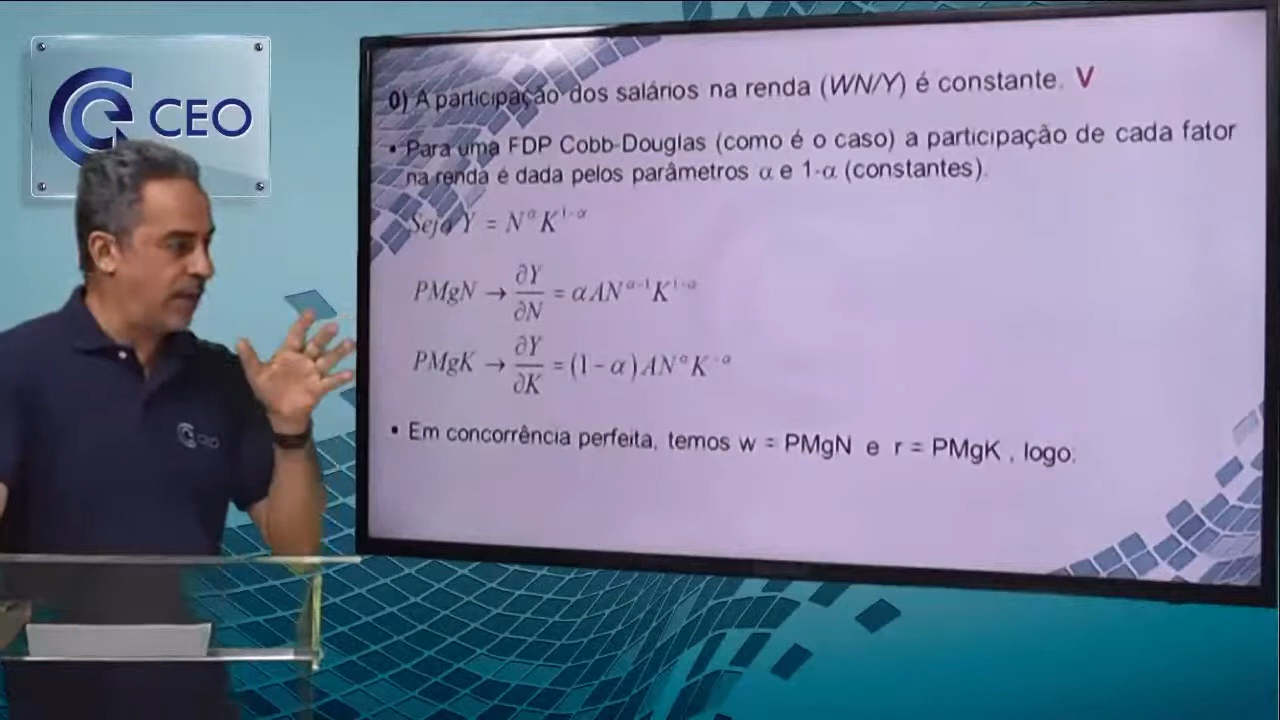 CEO
0) A participação dos salários na renda (WN/Y) é constante. V
• Para uma FDP Cobb-Douglas (como é o caso) a participação de cada fator
na renda é dada pelos parâmetros α e 1-α (constantes).
Seja Y = N^α K^{1-α}
PMgN → ∂Y/∂N = αAN^{α-1}K^{1-α}
PMgK → ∂Y/∂K = (1-α)AN^αK^{-α}
• Em concorrência perfeita, temos w = PMgN e r = PMgK , logo:
CEO